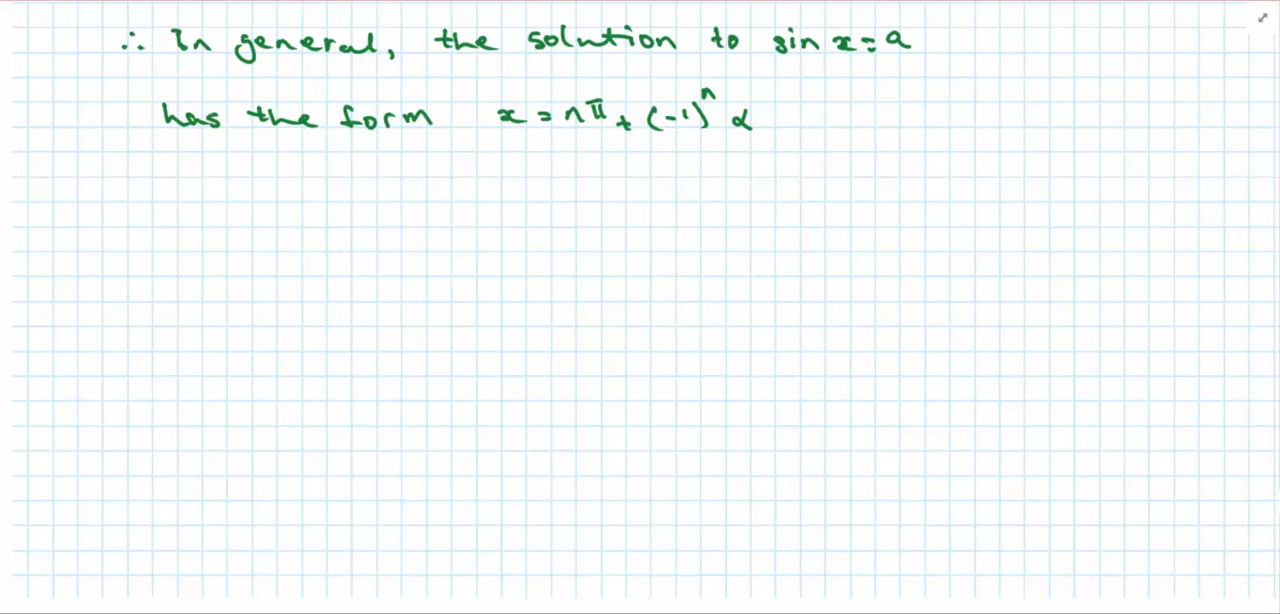 ∴ In general, the solution to sin x = a
has the form x = nπ + (-1)ⁿ α